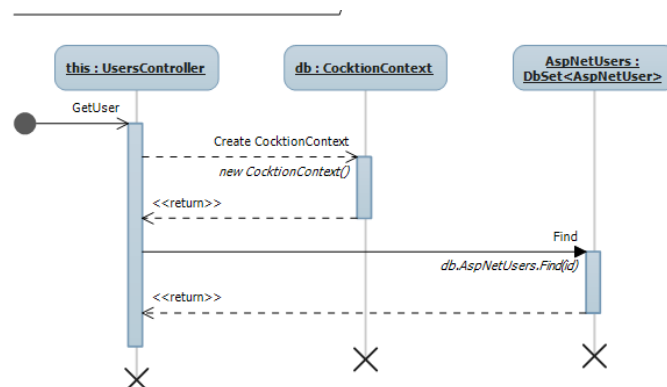 this : UsersController
db : CocktionContext
AspNetUsers :
DbSet<AspNetUser>
GetUser
Create CocktionContext
new CocktionContext()
<<return>>
Find
db.AspNetUsers.Find(id)
<<return>>